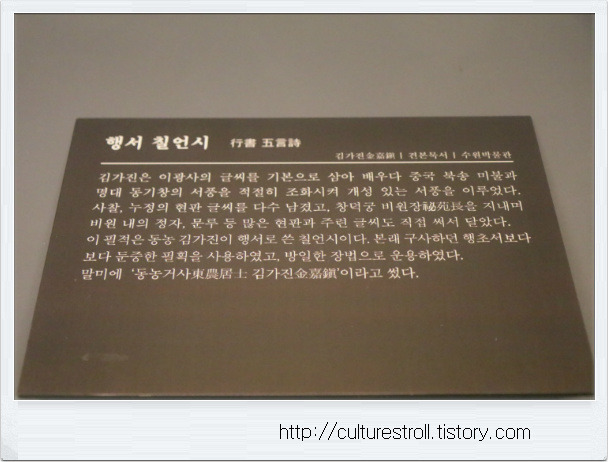 행서 칠언시 行書 五言詩
김가진金嘉鎭 | 견본묵서 | 수원박물관
김가진은 이광사의 글씨를 기본으로 삼아 배우다 중국 북송 미불과
명대 동기창의 서풍을 적절히 조화시켜 개성 있는 서풍을 이루었다.
사찰, 누정의 현판 글씨를 다수 남겼고, 창덕궁 비원장秘苑長을 지내며
비원 내의 정자, 문루 등 많은 현판과 주련 글씨도 직접 써서 달았다.
이 필적은 동농 김가진이 행서로 쓴 칠언시이다. 본래 구사하던 행초서보다
보다 둔중한 필획을 사용하였고, 방일한 장법으로 운용하였다.
말미에 '동농거사東農居士 김가진金嘉鎭'이라고 썼다.
http://culturestroll.tistory.com